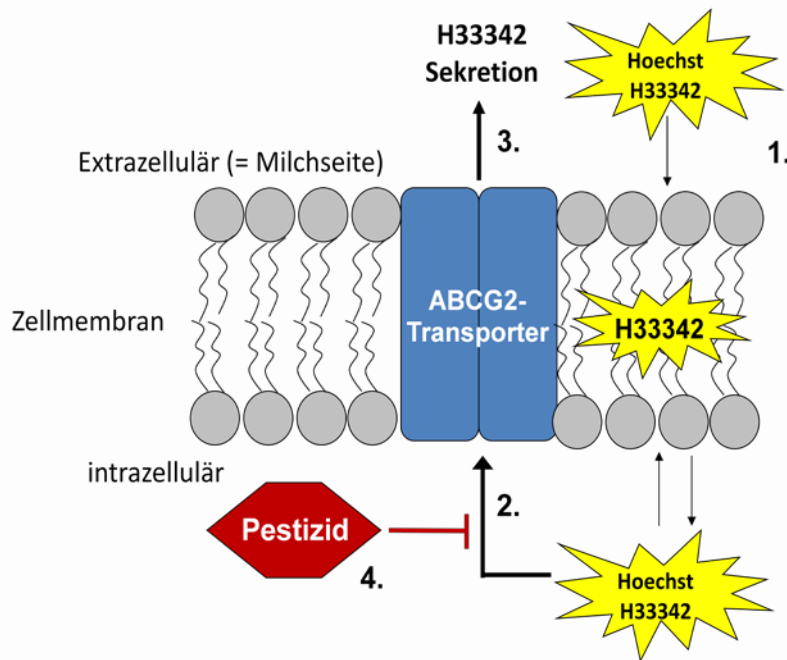 H33342
Sekretion
Hoechst
H33342
3.
1.
Extrazellulär (= Milchseite)
ABCG2-
Transporter
Zellmembran
H33342
intrazellulär
2.
Pestizid
4.
Hoechst
H33342